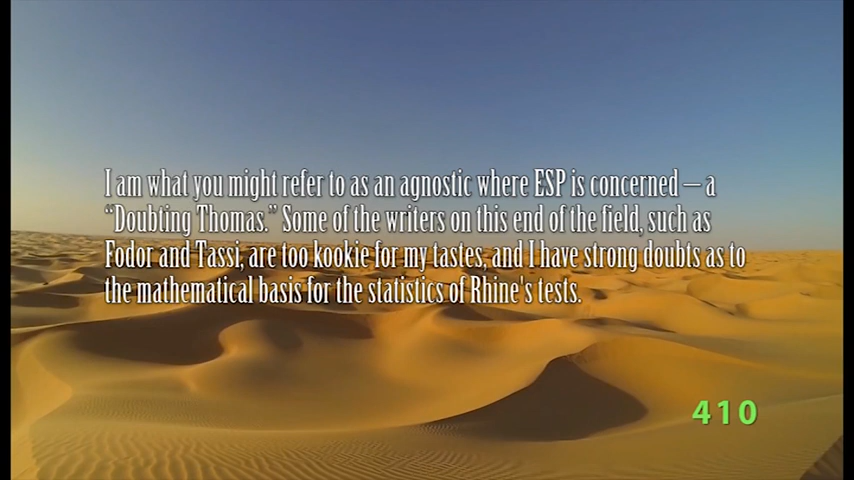 I am what you might refer to as an agnostic where ESP is concerned – a
“Doubting Thomas.” Some of the writers on this end of the field, such as
Fodor and Tassi, are too kookie for my tastes, and I have strong doubts as to
the mathematical basis for the statistics of Rhine's tests.
410